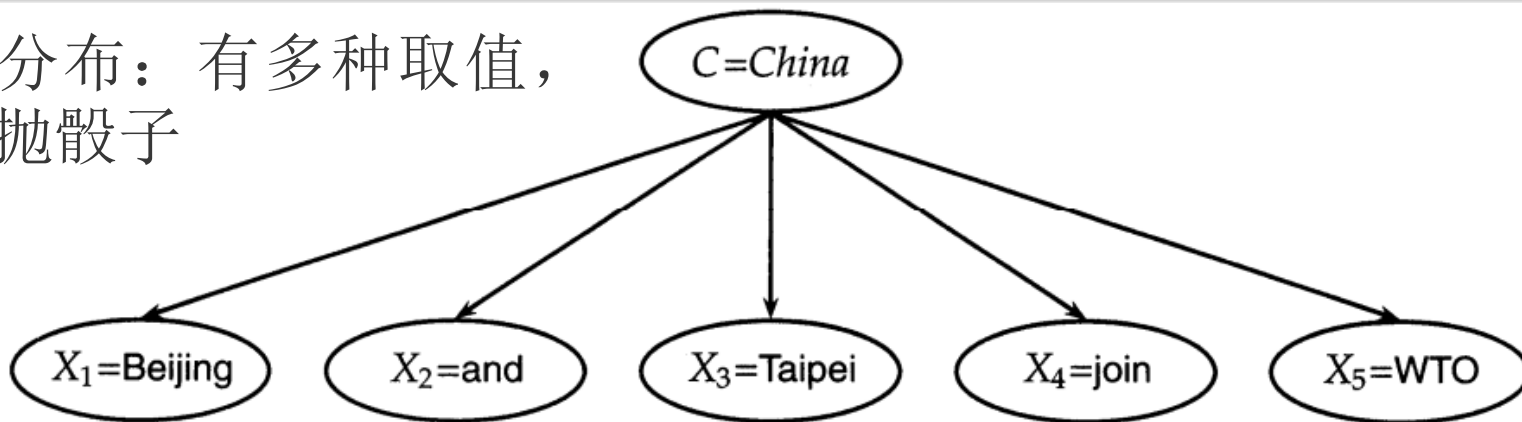 分布：有多种取值，
抛骰子
C=China
X₁=Beijing
X₂=and
X₃=Taipei
X₄=join
X₅=WTO